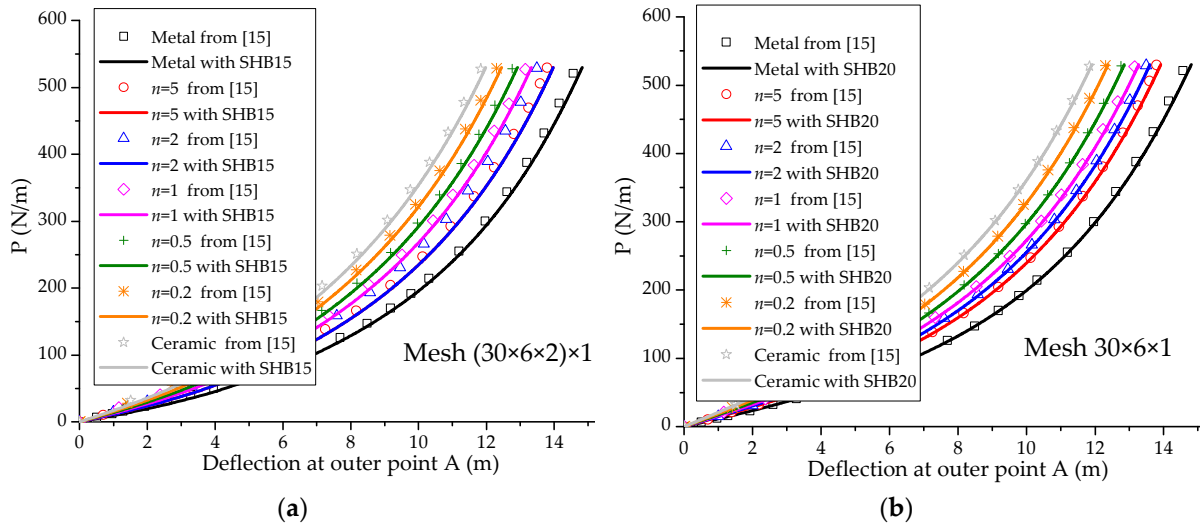 600
500
400
300
200
100
0
P (N/m)
Metal from [15]
Metal with SHB15
n=5 from [15]
n=5 with SHB15
n=2 from [15]
n=2 with SHB15
n=1 from [15]
n=1 with SHB15
n=0.5 from [15]
n=0.5 with SHB15
n=0.2 from [15]
n=0.2 with SHB15
Ceramic from [15]
Ceramic with SHB15
Mesh (30×6×2)×1
0 2 4 6 8 10 12 14
Deflection at outer point A (m)
(a)
600
500
400
300
200
100
0
P (N/m)
Metal from [15]
Metal with SHB20
n=5 from [15]
n=5 with SHB20
n=2 from [15]
n=2 with SHB20
n=1 from [15]
n=1 with SHB20
n=0.5 from [15]
n=0.5 with SHB20
n=0.2 from [15]
n=0.2 with SHB20
Ceramic from [15]
Ceramic with SHB20
Mesh 30×6×1
0 2 4 6 8 10 12 14
Deflection at outer point A (m)
(b)